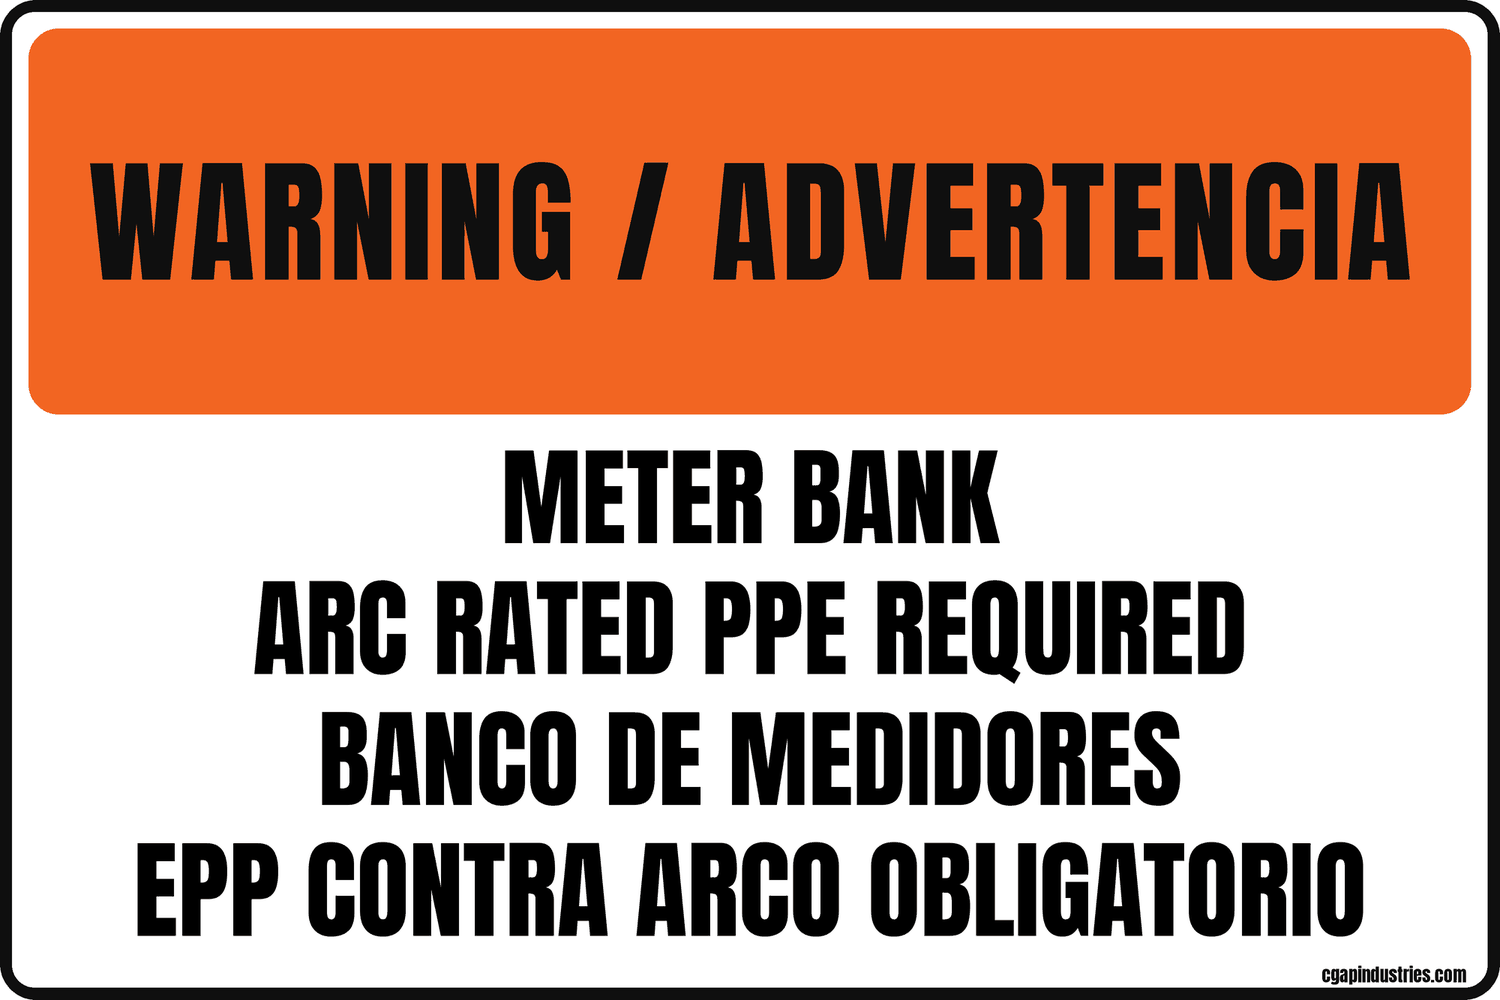 WARNING / ADVERTENCIA
METER BANK
ARC RATED PPE REQUIRED
BANCO DE MEDIDORES
EPP CONTRA ARCO OBLIGATORIO
cgapindustries.com